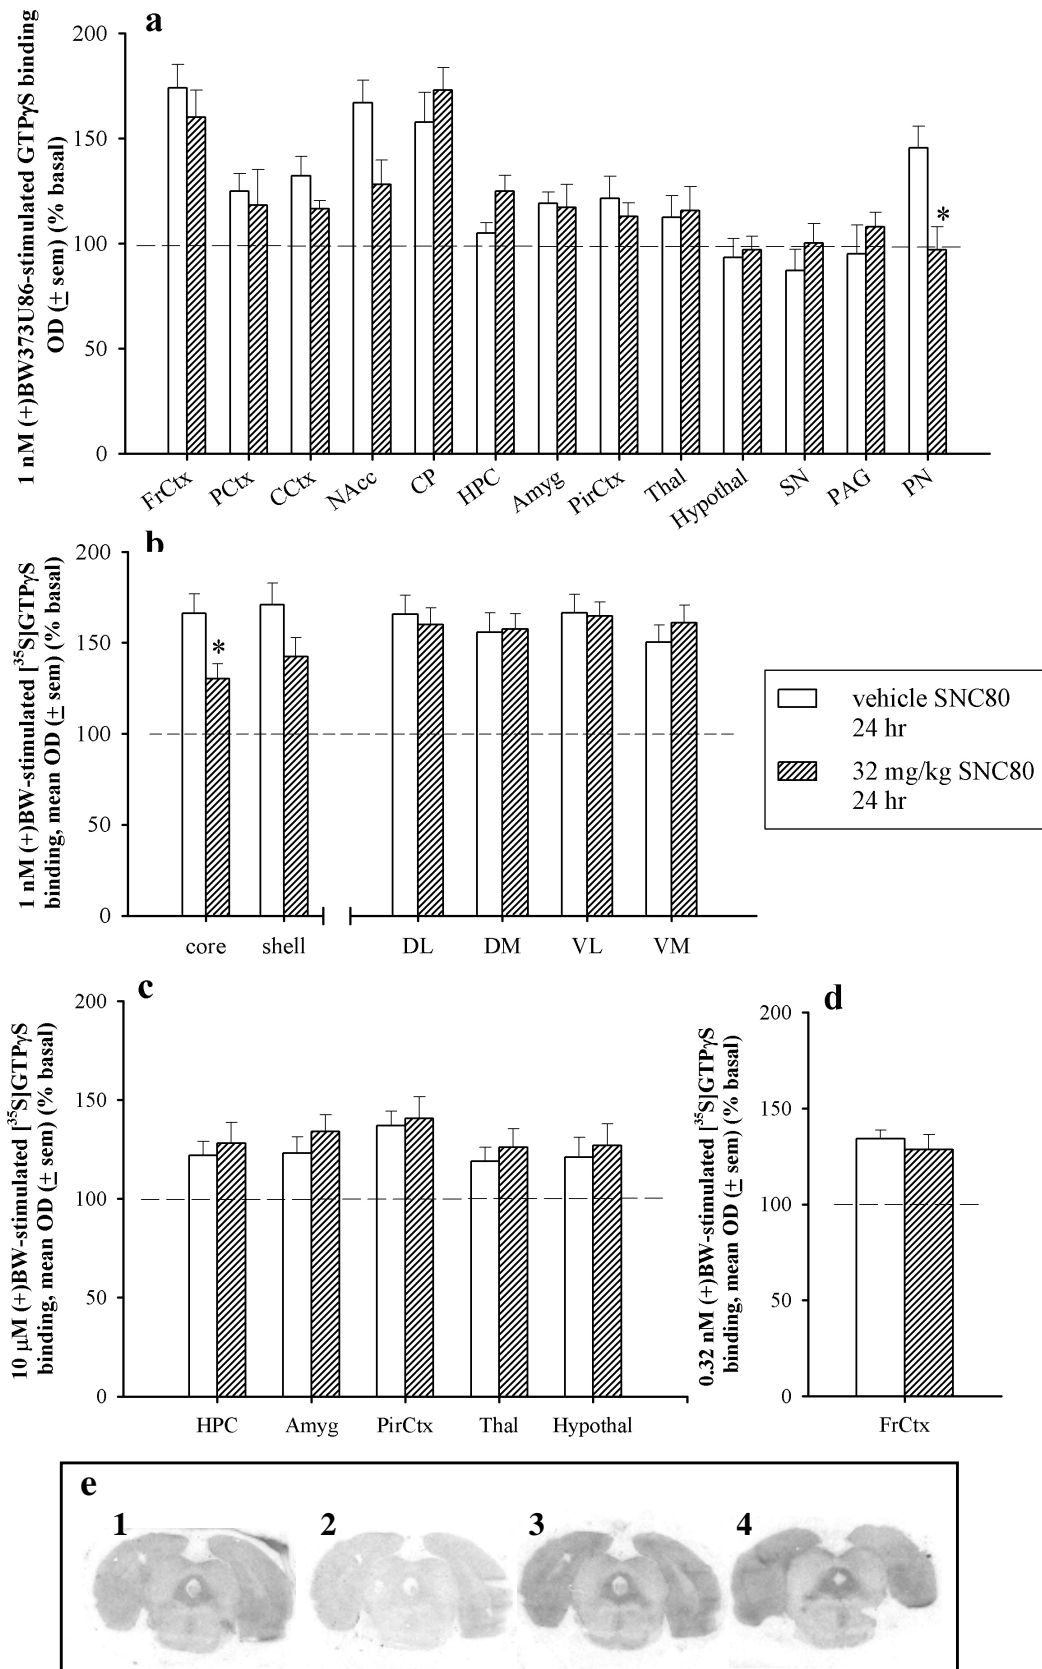 a
1 nM (+)BW373U86-stimulated GTPγS binding
OD (± sem) (% basal)
200
150
100
50
0
*
FrCtx
PCtx
CCtx
NAcc
CP
HPC
Amyg
PirCtx
Thal
Hypothal
SN
PAG
PN
b
1 nM (+)BW-stimulated [³⁵S]GTPγS
binding, mean OD (± sem) (% basal)
200
150
100
50
0
*
core
shell
DL
DM
VL
VM
vehicle SNC80
24 hr
32 mg/kg SNC80
24 hr
c
10 μM (+)BW-stimulated [³⁵S]GTPγS
binding, mean OD (± sem) (% basal)
200
150
100
50
0
HPC
Amyg
PirCtx
Thal
Hypothal
d
0.32 nM (+)BW-stimulated [³⁵S]GTPγS
binding, mean OD (± sem) (% basal)
200
150
100
50
0
FrCtx
e
1
2
3
4